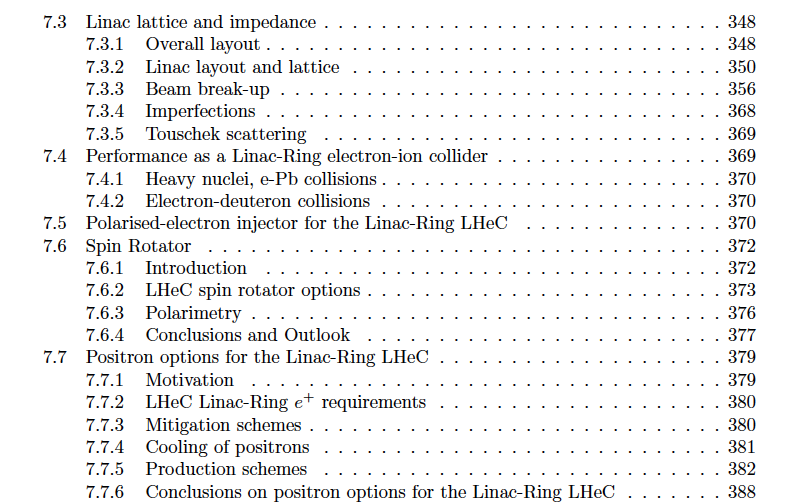 7.3 Linac lattice and impedance . . . . . . . . . . . . . . . . . . . . . . . . . . . . 348
7.3.1 Overall layout . . . . . . . . . . . . . . . . . . . . . . . . . . . . . . . . 348
7.3.2 Linac layout and lattice . . . . . . . . . . . . . . . . . . . . . . . . . . 350
7.3.3 Beam break-up . . . . . . . . . . . . . . . . . . . . . . . . . . . . . . . 356
7.3.4 Imperfections . . . . . . . . . . . . . . . . . . . . . . . . . . . . . . . . 368
7.3.5 Touschek scattering . . . . . . . . . . . . . . . . . . . . . . . . . . . . 369
7.4 Performance as a Linac-Ring electron-ion collider . . . . . . . . . . . . . . . . 369
7.4.1 Heavy nuclei, e-Pb collisions . . . . . . . . . . . . . . . . . . . . . . . . 370
7.4.2 Electron-deuteron collisions . . . . . . . . . . . . . . . . . . . . . . . . 370
7.5 Polarised-electron injector for the Linac-Ring LHeC . . . . . . . . . . . . . . 370
7.6 Spin Rotator . . . . . . . . . . . . . . . . . . . . . . . . . . . . . . . . . . . . 372
7.6.1 Introduction . . . . . . . . . . . . . . . . . . . . . . . . . . . . . . . . 372
7.6.2 LHeC spin rotator options . . . . . . . . . . . . . . . . . . . . . . . . . 373
7.6.3 Polarimetry . . . . . . . . . . . . . . . . . . . . . . . . . . . . . . . . . 376
7.6.4 Conclusions and Outlook . . . . . . . . . . . . . . . . . . . . . . . . . 377
7.7 Positron options for the Linac-Ring LHeC . . . . . . . . . . . . . . . . . . . . 379
7.7.1 Motivation . . . . . . . . . . . . . . . . . . . . . . . . . . . . . . . . . 379
7.7.2 LHeC Linac-Ring e⁺ requirements . . . . . . . . . . . . . . . . . . . . 380
7.7.3 Mitigation schemes . . . . . . . . . . . . . . . . . . . . . . . . . . . . . 380
7.7.4 Cooling of positrons . . . . . . . . . . . . . . . . . . . . . . . . . . . . 381
7.7.5 Production schemes . . . . . . . . . . . . . . . . . . . . . . . . . . . . 382
7.7.6 Conclusions on positron options for the Linac-Ring LHeC . . . . . . . 388